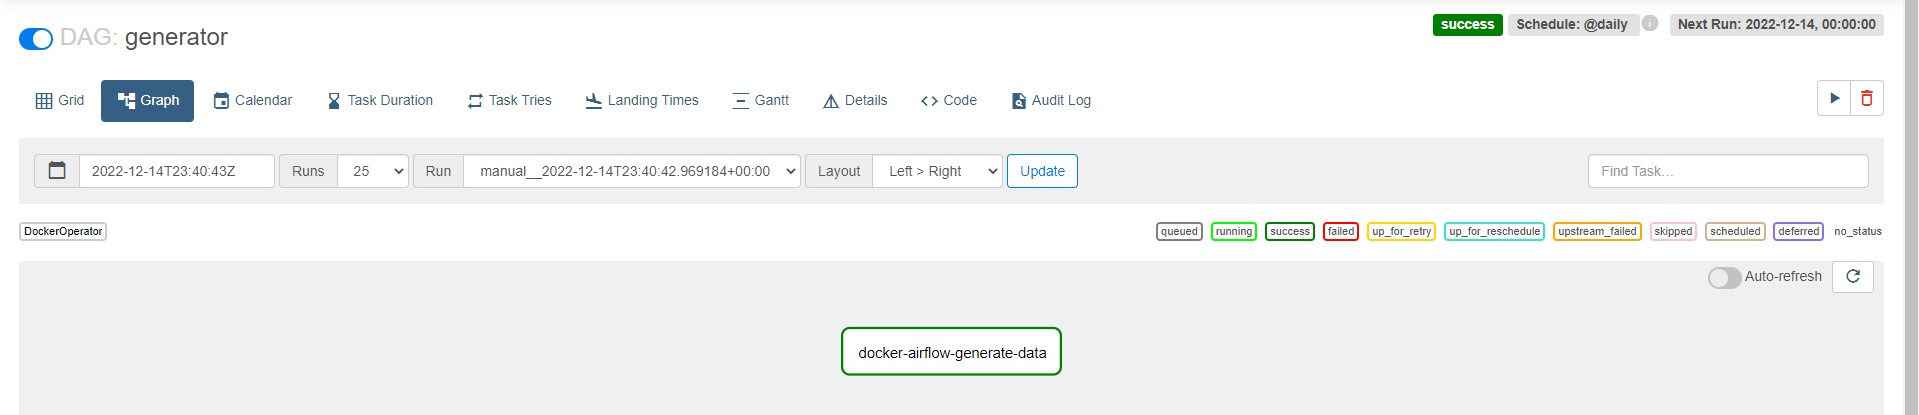 DAG: generator
success Schedule: @daily Next Run: 2022-12-14, 00:00:00
Grid Graph Calendar Task Duration Task Tries Landing Times Gantt Details Code Audit Log
2022-12-14T23:40:43Z Runs 25 Run manual__2022-12-14T23:40:42.969184+00:00 Layout Left > Right Update Find Task...
DockerOperator queued running success failed up_for_retry up_for_reschedule upstream_failed skipped scheduled deferred no_status
Auto-refresh
docker-airflow-generate-data